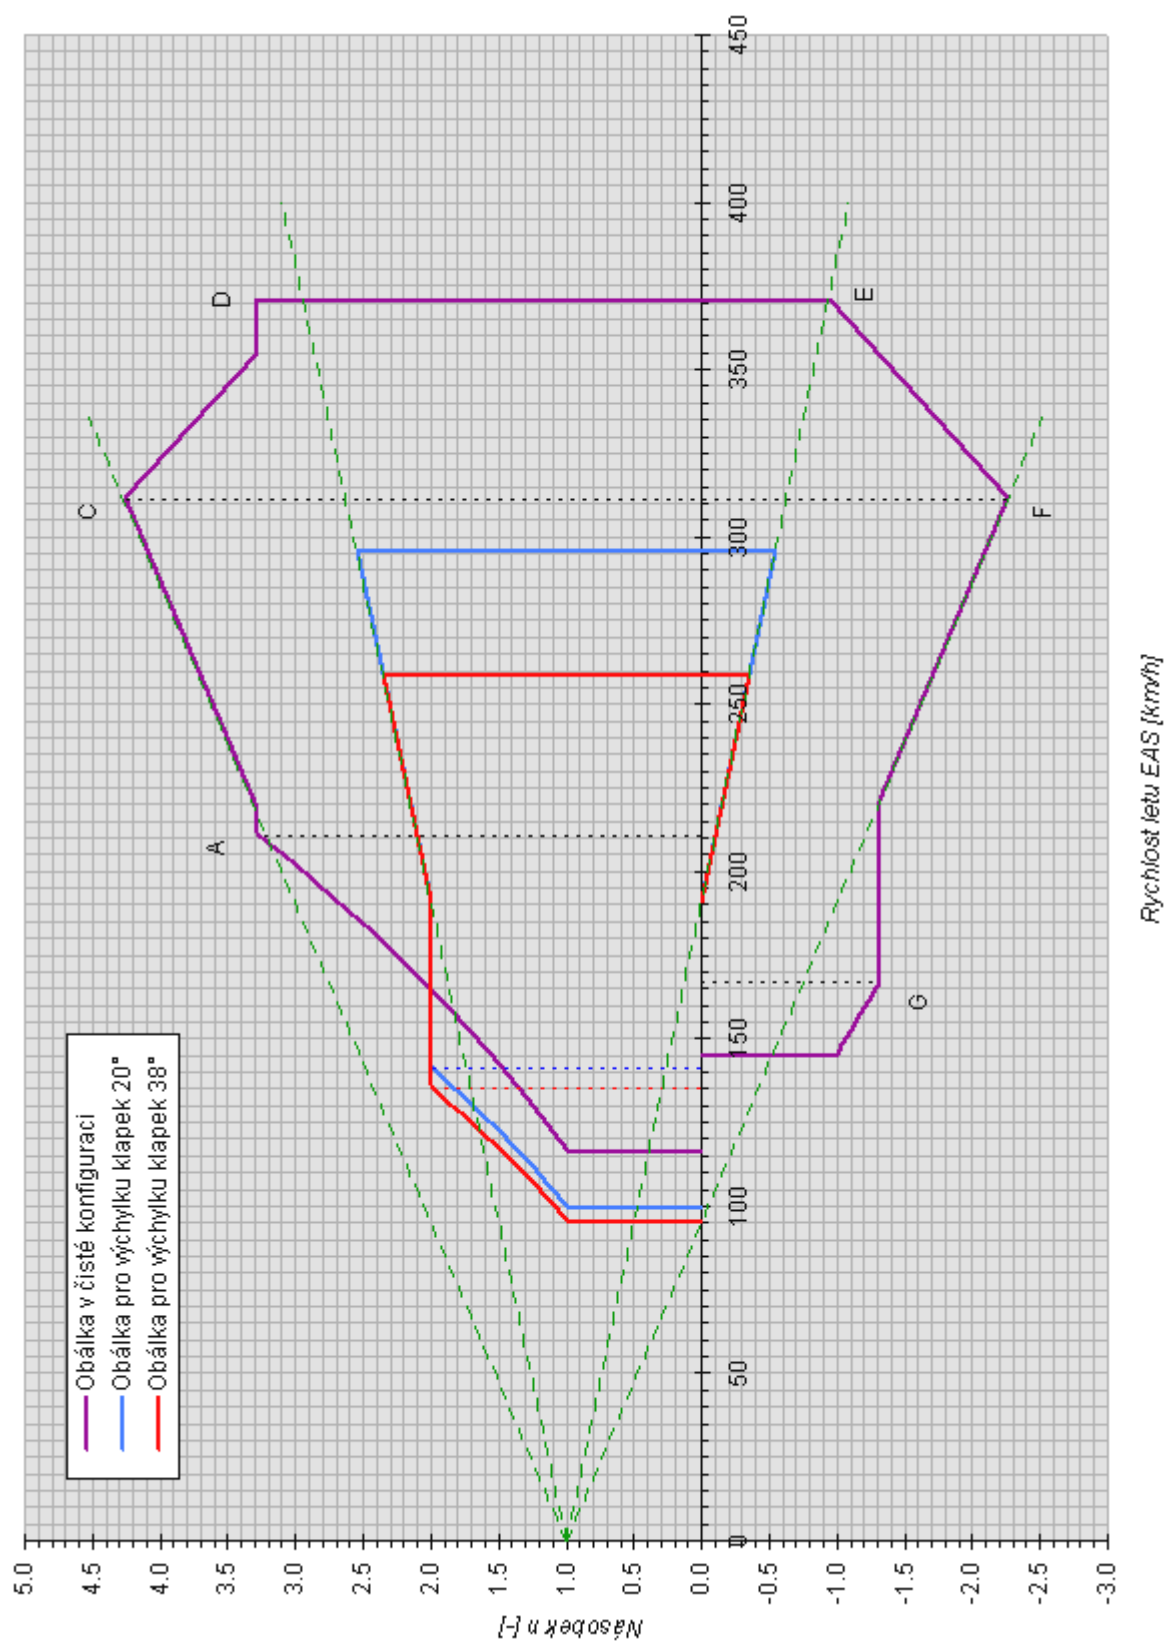 Obálka v čisté konfiguraci
Obálka pro výchylku klapek 20°
Obálka pro výchylku klapek 38°
5.0
4.5
4.0
3.5
3.0
2.5
2.0
1.5
1.0
0.5
0.0
-0.5
-1.0
-1.5
-2.0
-2.5
-3.0
Násobek n [-]
0
50
100
150
200
250
300
350
400
450
Rychlost letu EAS [km/h]
A
C
D
E
F
G